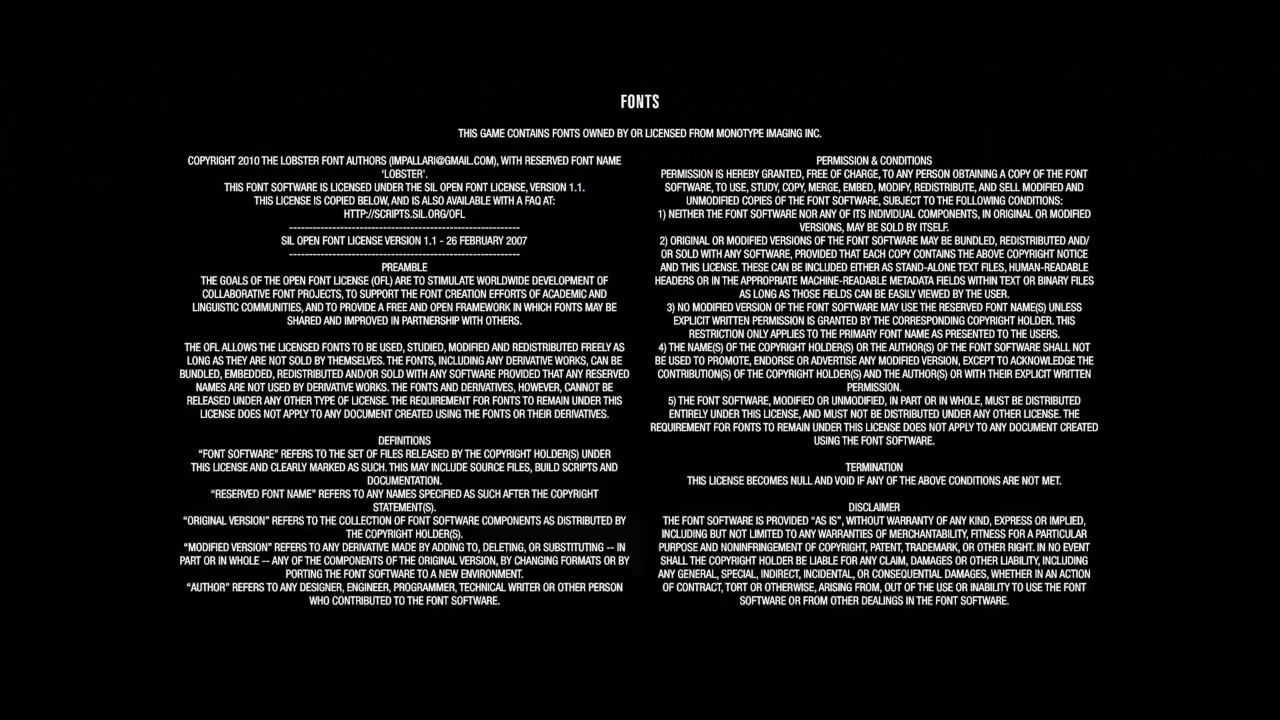 FONTS
THIS GAME CONTAINS FONTS OWNED BY OR LICENSED FROM MONOTYPE IMAGING INC.
COPYRIGHT 2010 THE LOBSTER FONT AUTHORS (IMPALLARI@GMAIL.COM), WITH RESERVED FONT NAME
'LOBSTER'.
THIS FONT SOFTWARE IS LICENSED UNDER THE SIL OPEN FONT LICENSE, VERSION 1.1.
THIS LICENSE IS COPIED BELOW, AND IS ALSO AVAILABLE WITH A FAQ AT:
HTTP://SCRIPTS.SIL.ORG/OFL
-----------------------------------------------------------
SIL OPEN FONT LICENSE VERSION 1.1 - 26 FEBRUARY 2007
-----------------------------------------------------------
PREAMBLE
THE GOALS OF THE OPEN FONT LICENSE (OFL) ARE TO STIMULATE WORLDWIDE DEVELOPMENT OF
COLLABORATIVE FONT PROJECTS, TO SUPPORT THE FONT CREATION EFFORTS OF ACADEMIC AND
LINGUISTIC COMMUNITIES, AND TO PROVIDE A FREE AND OPEN FRAMEWORK IN WHICH FONTS MAY BE
SHARED AND IMPROVED IN PARTNERSHIP WITH OTHERS.
THE OFL ALLOWS THE LICENSED FONTS TO BE USED, STUDIED, MODIFIED AND REDISTRIBUTED FREELY AS
LONG AS THEY ARE NOT SOLD BY THEMSELVES. THE FONTS, INCLUDING ANY DERIVATIVE WORKS, CAN BE
BUNDLED, EMBEDDED, REDISTRIBUTED AND/OR SOLD WITH ANY SOFTWARE PROVIDED THAT ANY RESERVED
NAMES ARE NOT USED BY DERIVATIVE WORKS. THE FONTS AND DERIVATIVES, HOWEVER, CANNOT BE
RELEASED UNDER ANY OTHER TYPE OF LICENSE. THE REQUIREMENT FOR FONTS TO REMAIN UNDER THIS
LICENSE DOES NOT APPLY TO ANY DOCUMENT CREATED USING THE FONTS OR THEIR DERIVATIVES.
DEFINITIONS
“FONT SOFTWARE” REFERS TO THE SET OF FILES RELEASED BY THE COPYRIGHT HOLDER(S) UNDER
THIS LICENSE AND CLEARLY MARKED AS SUCH. THIS MAY INCLUDE SOURCE FILES, BUILD SCRIPTS AND
DOCUMENTATION.
“RESERVED FONT NAME” REFERS TO ANY NAMES SPECIFIED AS SUCH AFTER THE COPYRIGHT
STATEMENT(S).
“ORIGINAL VERSION” REFERS TO THE COLLECTION OF FONT SOFTWARE COMPONENTS AS DISTRIBUTED BY
THE COPYRIGHT HOLDER(S).
“MODIFIED VERSION” REFERS TO ANY DERIVATIVE MADE BY ADDING TO, DELETING, OR SUBSTITUTING -- IN
PART OR IN WHOLE -- ANY OF THE COMPONENTS OF THE ORIGINAL VERSION, BY CHANGING FORMATS OR BY
PORTING THE FONT SOFTWARE TO A NEW ENVIRONMENT.
“AUTHOR” REFERS TO ANY DESIGNER, ENGINEER, PROGRAMMER, TECHNICAL WRITER OR OTHER PERSON
WHO CONTRIBUTED TO THE FONT SOFTWARE.
PERMISSION & CONDITIONS
PERMISSION IS HEREBY GRANTED, FREE OF CHARGE, TO ANY PERSON OBTAINING A COPY OF THE FONT
SOFTWARE, TO USE, STUDY, COPY, MERGE, EMBED, MODIFY, REDISTRIBUTE, AND SELL MODIFIED AND
UNMODIFIED COPIES OF THE FONT SOFTWARE, SUBJECT TO THE FOLLOWING CONDITIONS:
1) NEITHER THE FONT SOFTWARE NOR ANY OF ITS INDIVIDUAL COMPONENTS, IN ORIGINAL OR MODIFIED
VERSIONS, MAY BE SOLD BY ITSELF.
2) ORIGINAL OR MODIFIED VERSIONS OF THE FONT SOFTWARE MAY BE BUNDLED, REDISTRIBUTED AND/
OR SOLD WITH ANY SOFTWARE, PROVIDED THAT EACH COPY CONTAINS THE ABOVE COPYRIGHT NOTICE
AND THIS LICENSE. THESE CAN BE INCLUDED EITHER AS STAND-ALONE TEXT FILES, HUMAN-READABLE
HEADERS OR IN THE APPROPRIATE MACHINE-READABLE METADATA FIELDS WITHIN TEXT OR BINARY FILES
AS LONG AS THOSE FIELDS CAN BE EASILY VIEWED BY THE USER.
3) NO MODIFIED VERSION OF THE FONT SOFTWARE MAY USE THE RESERVED FONT NAME(S) UNLESS
EXPLICIT WRITTEN PERMISSION IS GRANTED BY THE CORRESPONDING COPYRIGHT HOLDER. THIS
RESTRICTION ONLY APPLIES TO THE PRIMARY FONT NAME AS PRESENTED TO THE USERS.
4) THE NAME(S) OF THE COPYRIGHT HOLDER(S) OR THE AUTHOR(S) OF THE FONT SOFTWARE SHALL NOT
BE USED TO PROMOTE, ENDORSE OR ADVERTISE ANY MODIFIED VERSION, EXCEPT TO ACKNOWLEDGE THE
CONTRIBUTION(S) OF THE COPYRIGHT HOLDER(S) AND THE AUTHOR(S) OR WITH THEIR EXPLICIT WRITTEN
PERMISSION.
5) THE FONT SOFTWARE, MODIFIED OR UNMODIFIED, IN PART OR IN WHOLE, MUST BE DISTRIBUTED
ENTIRELY UNDER THIS LICENSE, AND MUST NOT BE DISTRIBUTED UNDER ANY OTHER LICENSE. THE
REQUIREMENT FOR FONTS TO REMAIN UNDER THIS LICENSE DOES NOT APPLY TO ANY DOCUMENT CREATED
USING THE FONT SOFTWARE.
TERMINATION
THIS LICENSE BECOMES NULL AND VOID IF ANY OF THE ABOVE CONDITIONS ARE NOT MET.
DISCLAIMER
THE FONT SOFTWARE IS PROVIDED “AS IS”, WITHOUT WARRANTY OF ANY KIND, EXPRESS OR IMPLIED,
INCLUDING BUT NOT LIMITED TO ANY WARRANTIES OF MERCHANTABILITY, FITNESS FOR A PARTICULAR
PURPOSE AND NONINFRINGEMENT OF COPYRIGHT, PATENT, TRADEMARK, OR OTHER RIGHT. IN NO EVENT
SHALL THE COPYRIGHT HOLDER BE LIABLE FOR ANY CLAIM, DAMAGES OR OTHER LIABILITY, INCLUDING
ANY GENERAL, SPECIAL, INDIRECT, INCIDENTAL, OR CONSEQUENTIAL DAMAGES, WHETHER IN AN ACTION
OF CONTRACT, TORT OR OTHERWISE, ARISING FROM, OUT OF THE USE OR INABILITY TO USE THE FONT
SOFTWARE OR FROM OTHER DEALINGS IN THE FONT SOFTWARE.